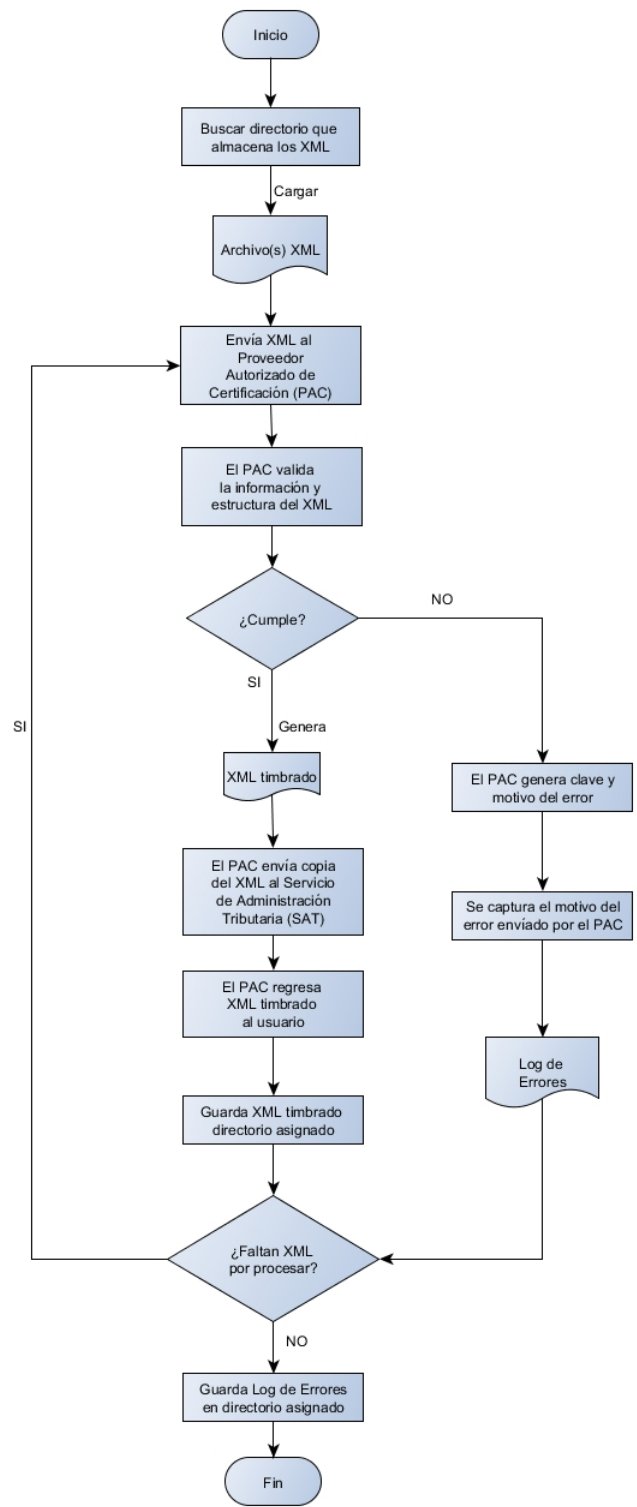 Inicio
Buscar directorio que
almacena los XML
Cargar
Archivo(s) XML
Envía XML al
Proveedor
Autorizado de
Certificación (PAC)
El PAC valida
la información y
estructura del XML
¿Cumple?
NO
SI
Genera
XML timbrado
El PAC genera clave y
motivo del error
El PAC envía copia
del XML al Servicio
de Administración
Tributaria (SAT)
Se captura el motivo del
error envíado por el PAC
El PAC regresa
XML timbrado
al usuario
Log de
Errores
Guarda XML timbrado
directorio asignado
¿Faltan XML
por procesar?
SI
NO
Guarda Log de Errores
en directorio asignado
Fin